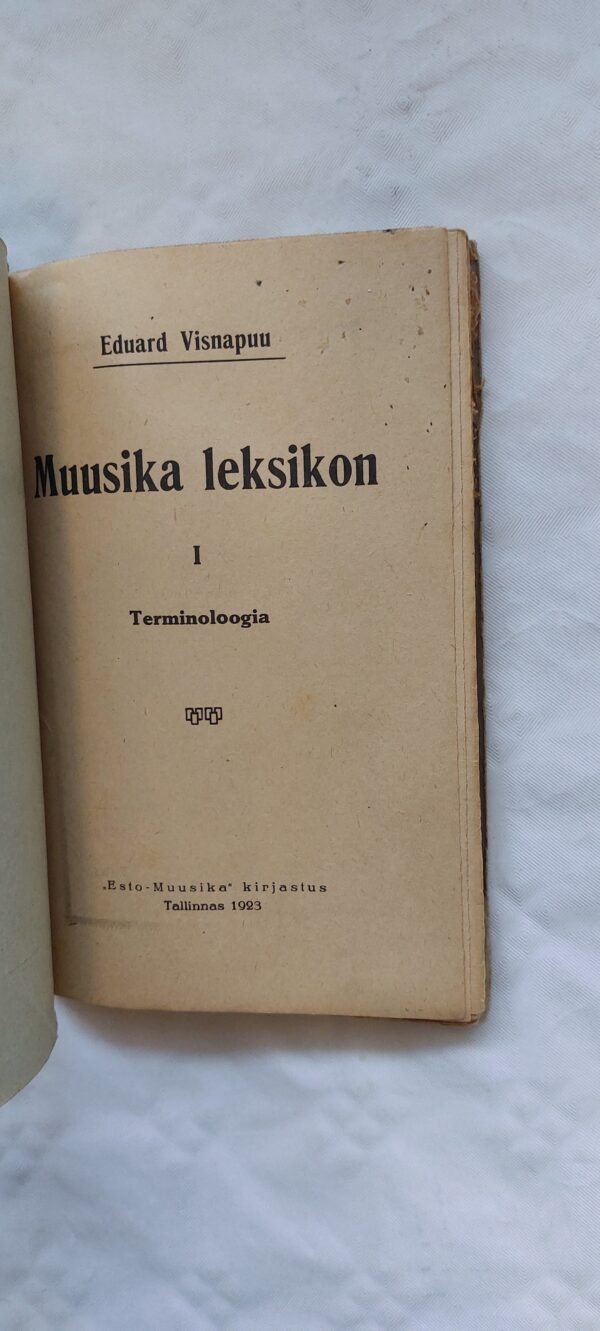 Eduard Visnapuu
Muusika leksikon
I
Terminoloogia
„Esto-Muusika“ kirjastus
Tallinnas 1923